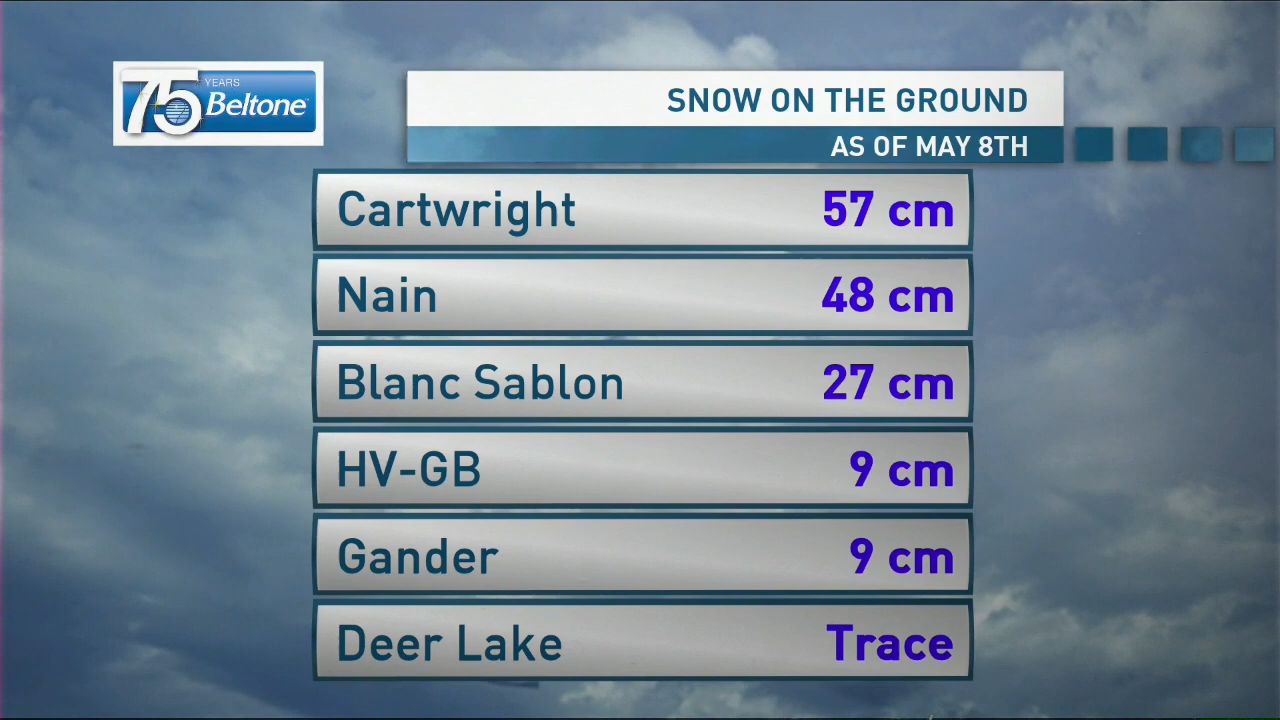 75 YEARS
Beltone
SNOW ON THE GROUND
AS OF MAY 8TH
Cartwright 57 cm
Nain 48 cm
Blanc Sablon 27 cm
HV-GB 9 cm
Gander 9 cm
Deer Lake Trace